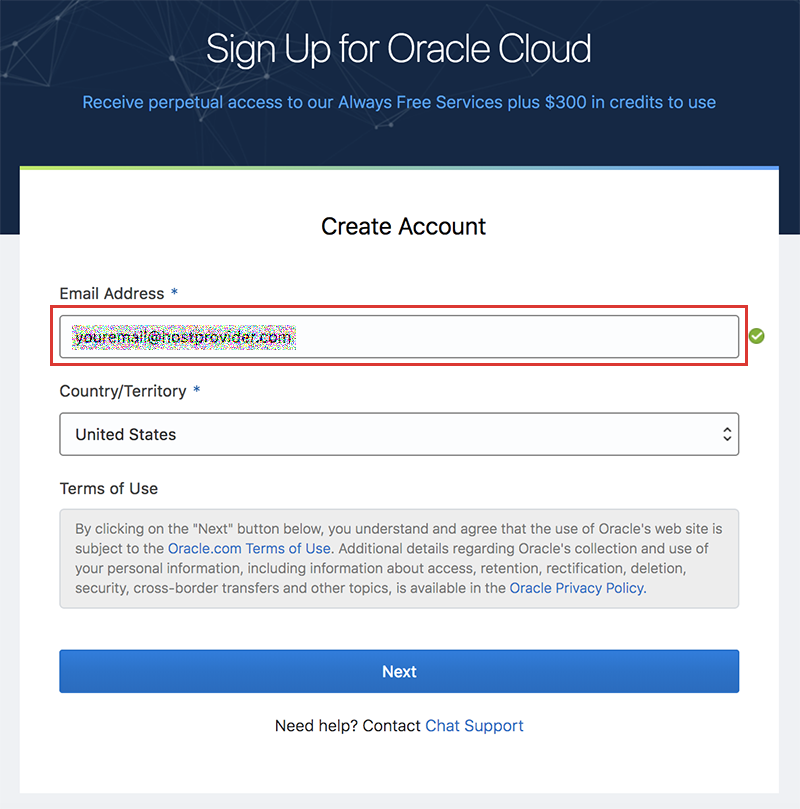 Sign Up for Oracle Cloud
Receive perpetual access to our Always Free Services plus $300 in credits to use
Create Account
Email Address *
youremail@hostprovider.com
Country/Territory *
United States
Terms of Use
By clicking on the "Next" button below, you understand and agree that the use of Oracle's web site is
subject to the Oracle.com Terms of Use. Additional details regarding Oracle's collection and use of
your personal information, including information about access, retention, rectification, deletion,
security, cross-border transfers and other topics, is available in the Oracle Privacy Policy.
Next
Need help? Contact Chat Support